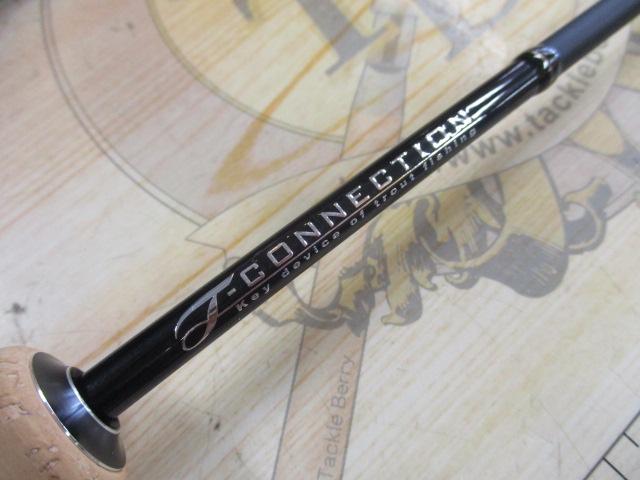 T-CONNECTION
Key device of trout fishing
www.tackleb
Tackle Berry